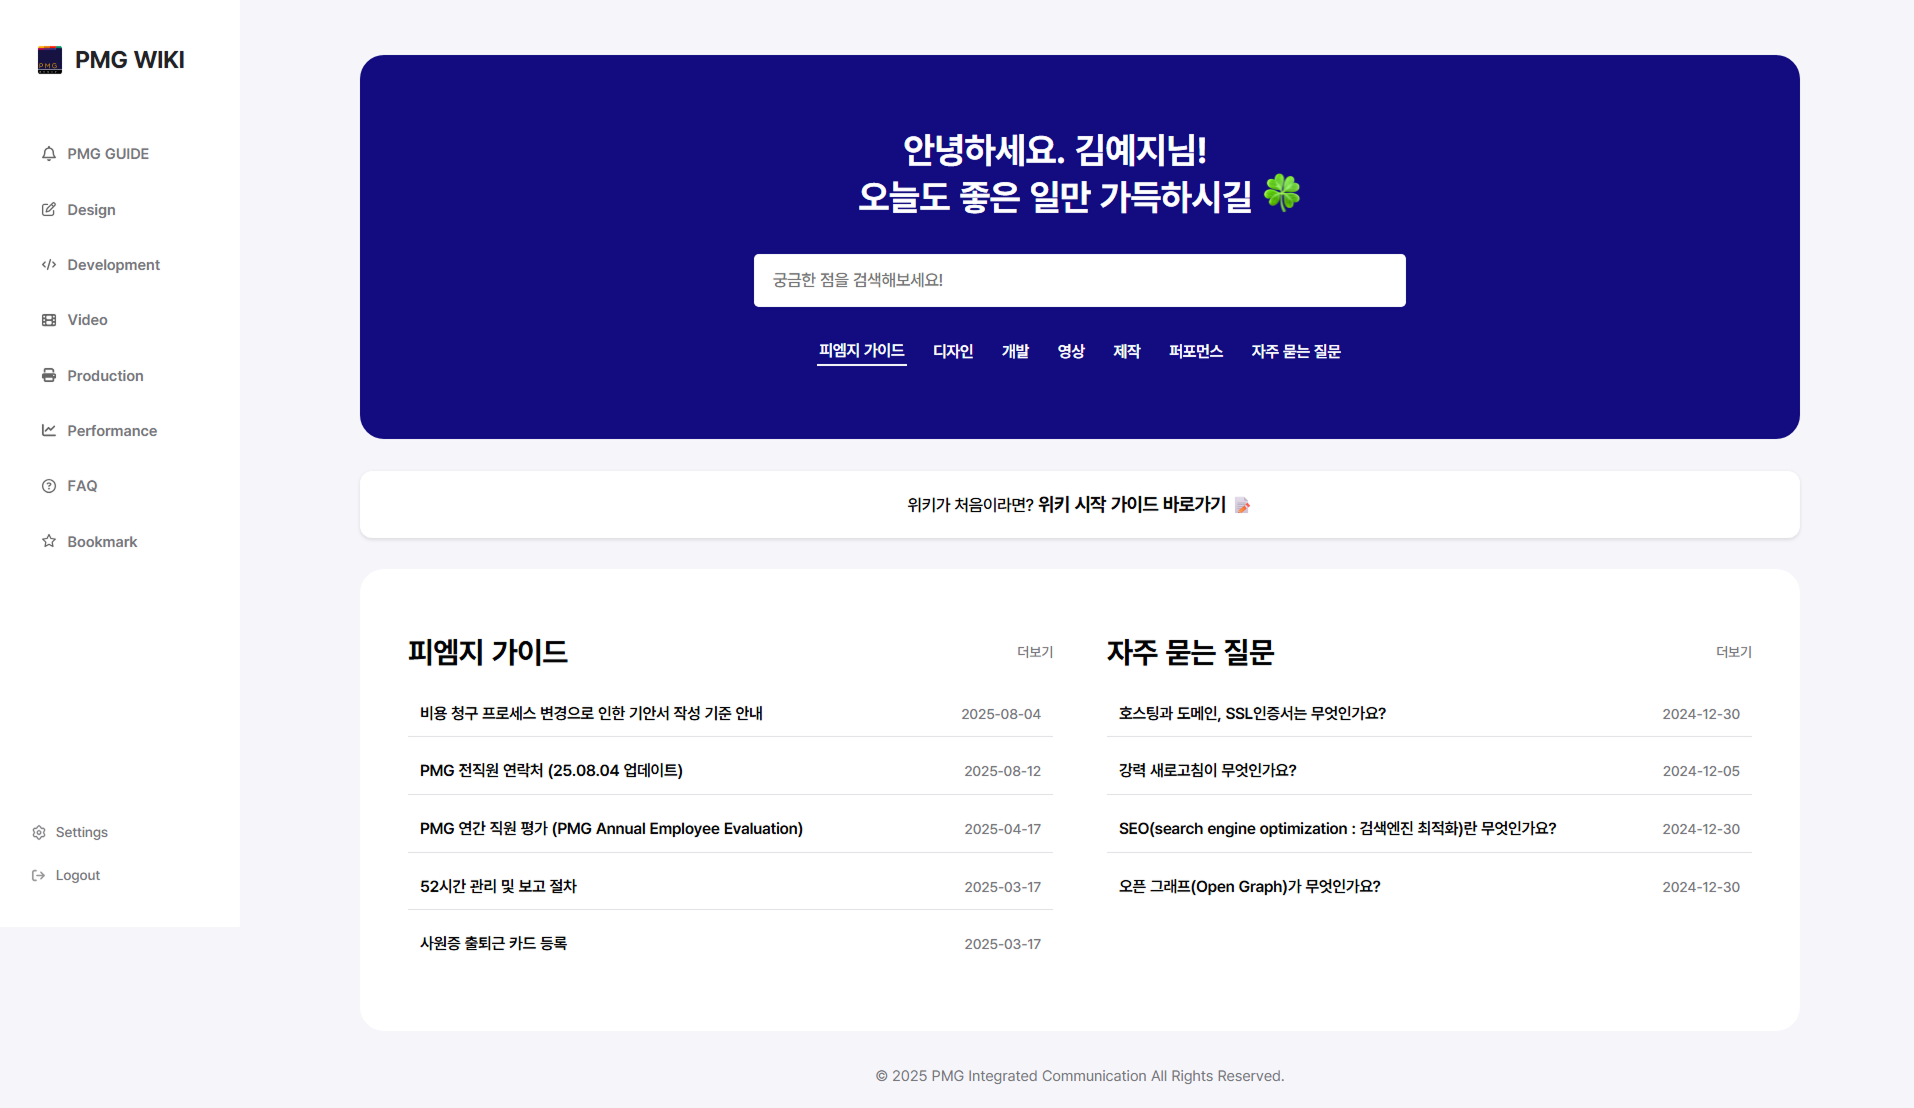 PMG WIKI
PMG GUIDE
Design
Development
Video
Production
Performance
FAQ
Bookmark
Settings
Logout
안녕하세요. 김예지님!
오늘도 좋은 일만 가득하시길 🍀
궁금한 점을 검색해보세요!
피엠지 가이드 디자인 개발 영상 제작 퍼포먼스 자주 묻는 질문
위키가 처음이라면? 위키 시작 가이드 바로가기 📝
피엠지 가이드 더보기
비용 청구 프로세스 변경으로 인한 기안서 작성 기준 안내 2025-08-04
PMG 전직원 연락처 (25.08.04 업데이트) 2025-08-12
PMG 연간 직원 평가 (PMG Annual Employee Evaluation) 2025-04-17
52시간 관리 및 보고 절차 2025-03-17
사원증 출퇴근 카드 등록 2025-03-17
자주 묻는 질문 더보기
호스팅과 도메인, SSL인증서는 무엇인가요? 2024-12-30
강력 새로고침이 무엇인가요? 2024-12-05
SEO(search engine optimization : 검색엔진 최적화)란 무엇인가요? 2024-12-30
오픈 그래프(Open Graph)가 무엇인가요? 2024-12-30
© 2025 PMG Integrated Communication All Rights Reserved.